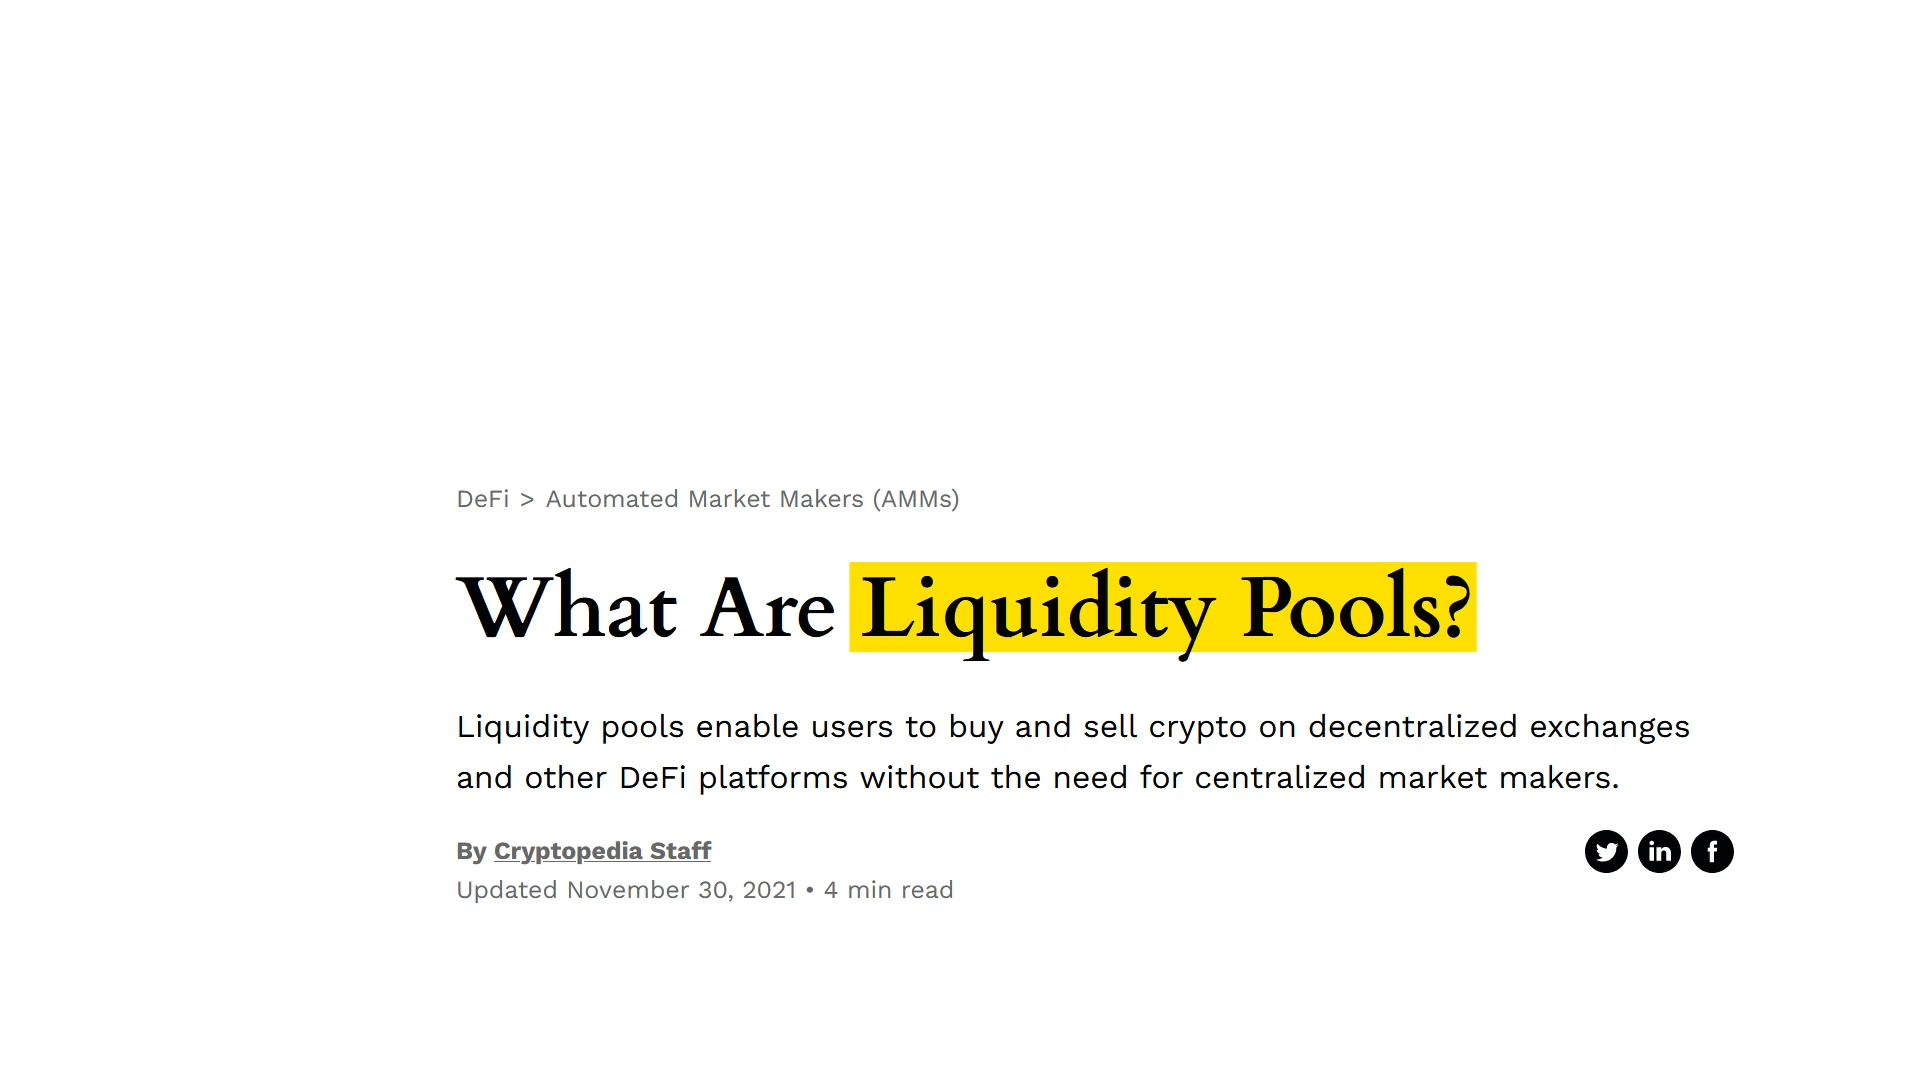 DeFi > Automated Market Makers (AMMs)
What Are Liquidity Pools?
Liquidity pools enable users to buy and sell crypto on decentralized exchanges
and other DeFi platforms without the need for centralized market makers.
By Cryptopedia Staff
Updated November 30, 2021 • 4 min read
in f